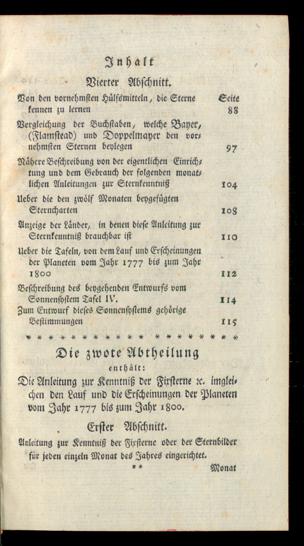 Inhalt
Vierter Abschnitt.
Von den vornehmsten Hülfsmitteln, die Sterne Seite
kennen zu lernen 88
Vergleichung der Buchstaben, welche Bayer,
(Flamstead) und Doppelmayer den vor-
nehmsten Sternen beylegen 97
Nähere Beschreibung von der eigentlichen Einrich-
tung und dem Gebrauch der folgenden monat-
lichen Anleitungen zur Sternkenntniß 104
Ueber die den zwölf Monaten beygefügten
Sterncharten 108
Anzeige der Länder, in denen diese Anleitung zur
Sternkenntniß brauchbar ist 110
Ueber die Tafeln, von dem Lauf und Erscheinungen
der Planeten vom Jahr 1777 bis zum Jahr
1800 112
Beschreibung des beygehenden Entwurfs vom
Sonnensystem Tafel IV. 114
Zum Entwurf dieses Sonnensystems gehörige
Bestimmungen 115
* * * * * * * * * * * * * * * * * *
Die zwote Abtheilung
enthält:
Die Anleitung zur Kenntniß der Fixsterne ꝛc. imglei-
chen den Lauf und die Erscheinungen der Planeten
vom Jahr 1777 bis zum Jahr 1800.
Erster Abschnitt.
Anleitung zur Kenntniß der Fixsterne oder der Sternbilder
für jeden einzeln Monat des Jahres eingerichtet.
** Monat